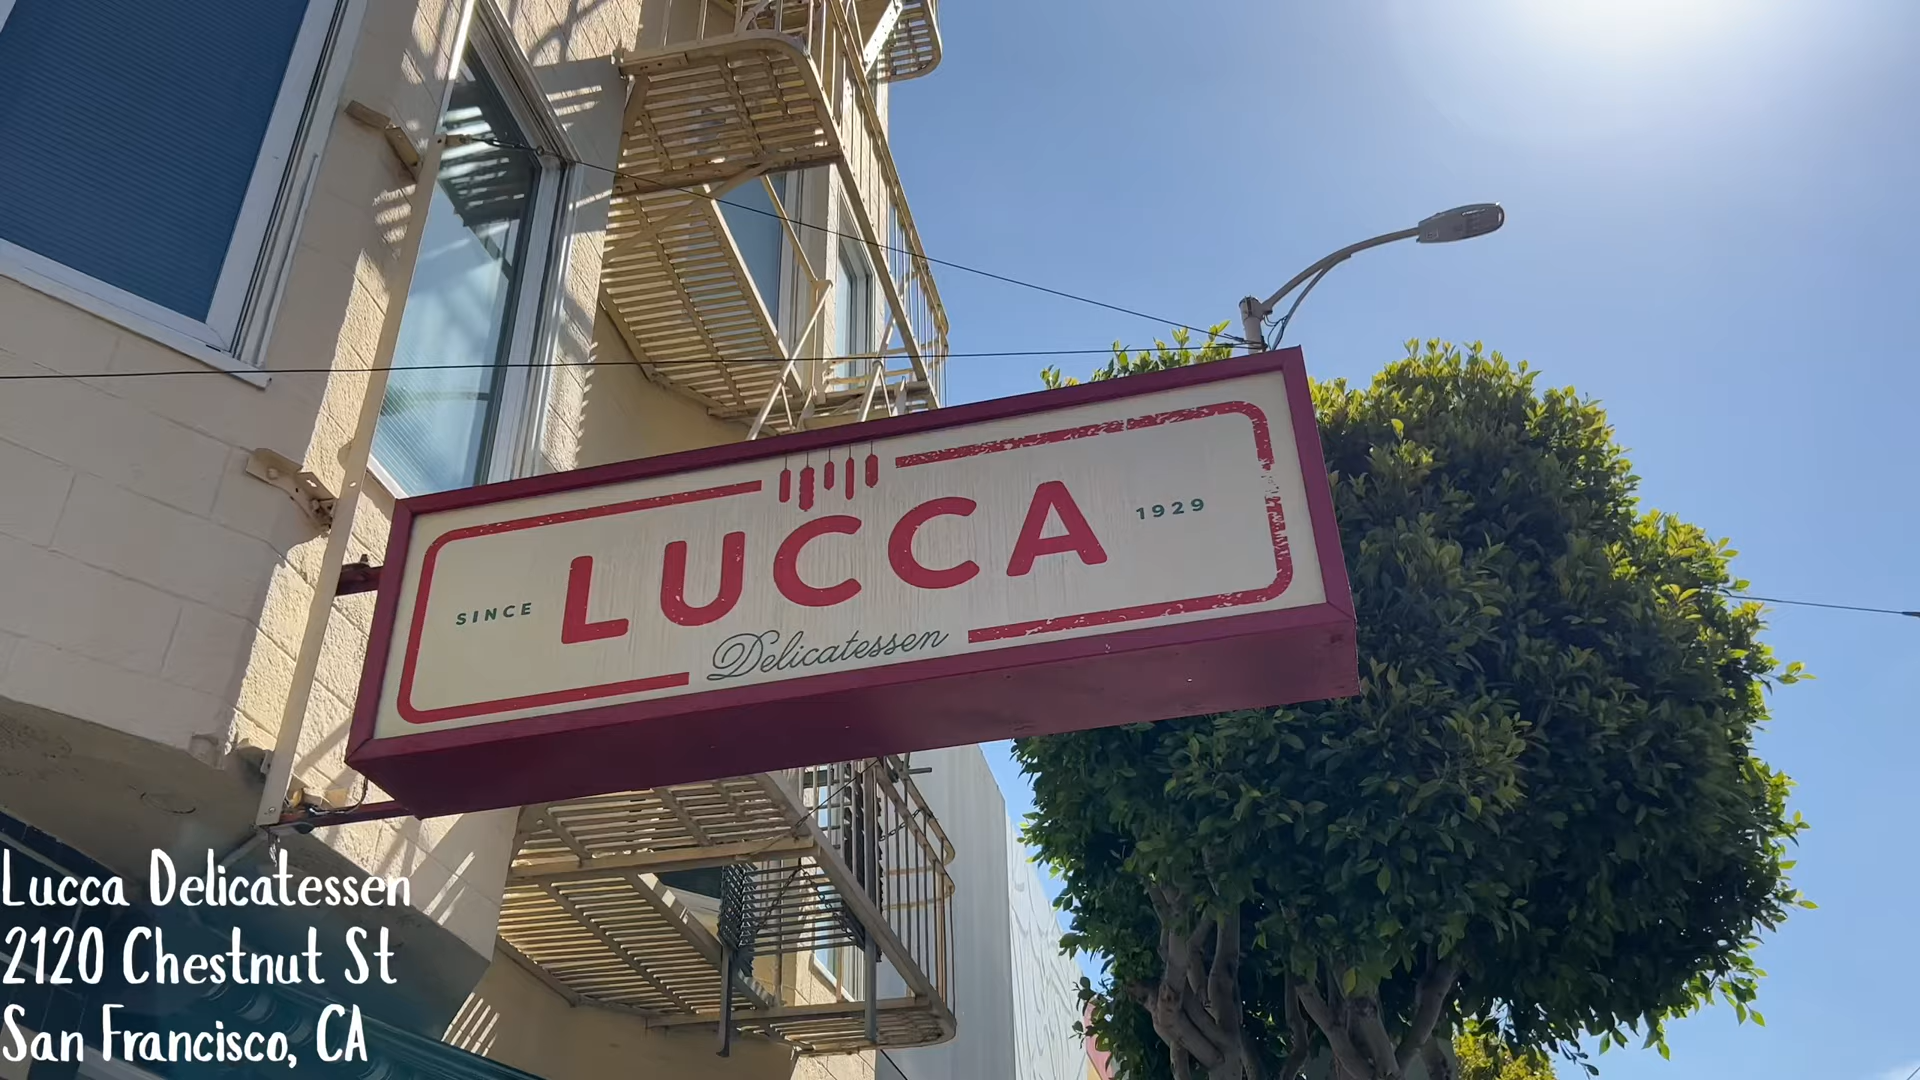 SINCE LUCCA 1929
Delicatessen
Lucca Delicatessen
2120 Chestnut St
San Francisco, CA